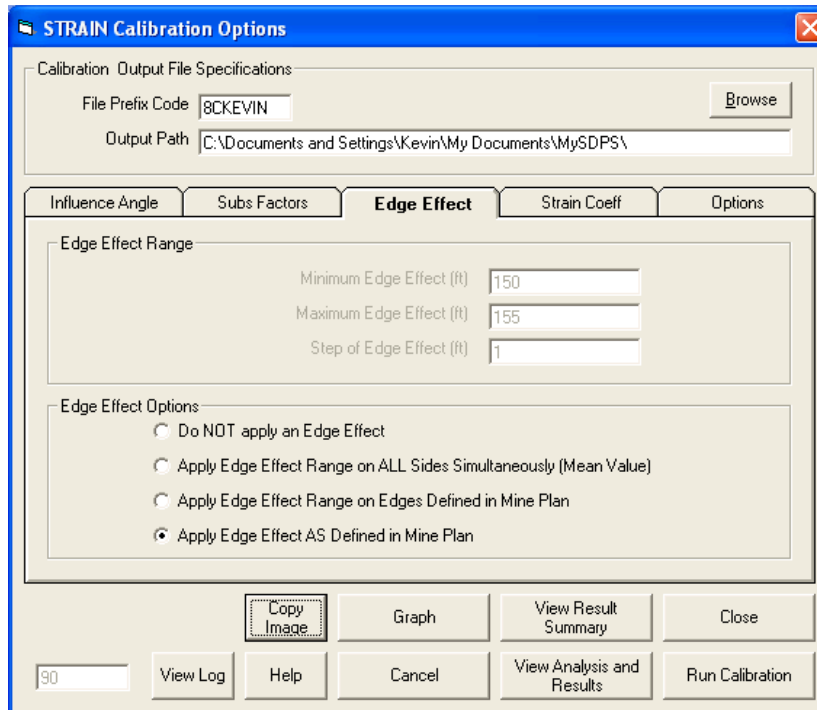 STRAIN Calibration Options
Calibration Output File Specifications
File Prefix Code 8CKEVIN
Browse
Output Path C:\Documents and Settings\Kevin\My Documents\MySDPS\
Influence Angle Subs Factors Edge Effect Strain Coeff Options
Edge Effect Range
Minimum Edge Effect (ft) 150
Maximum Edge Effect (ft) 155
Step of Edge Effect (ft) 1
Edge Effect Options
Do NOT apply an Edge Effect
Apply Edge Effect Range on ALL Sides Simultaneously (Mean Value)
Apply Edge Effect Range on Edges Defined in Mine Plan
Apply Edge Effect AS Defined in Mine Plan
Copy
Image
Graph
View Result
Summary
Close
90
View Log
Help
Cancel
View Analysis and
Results
Run Calibration